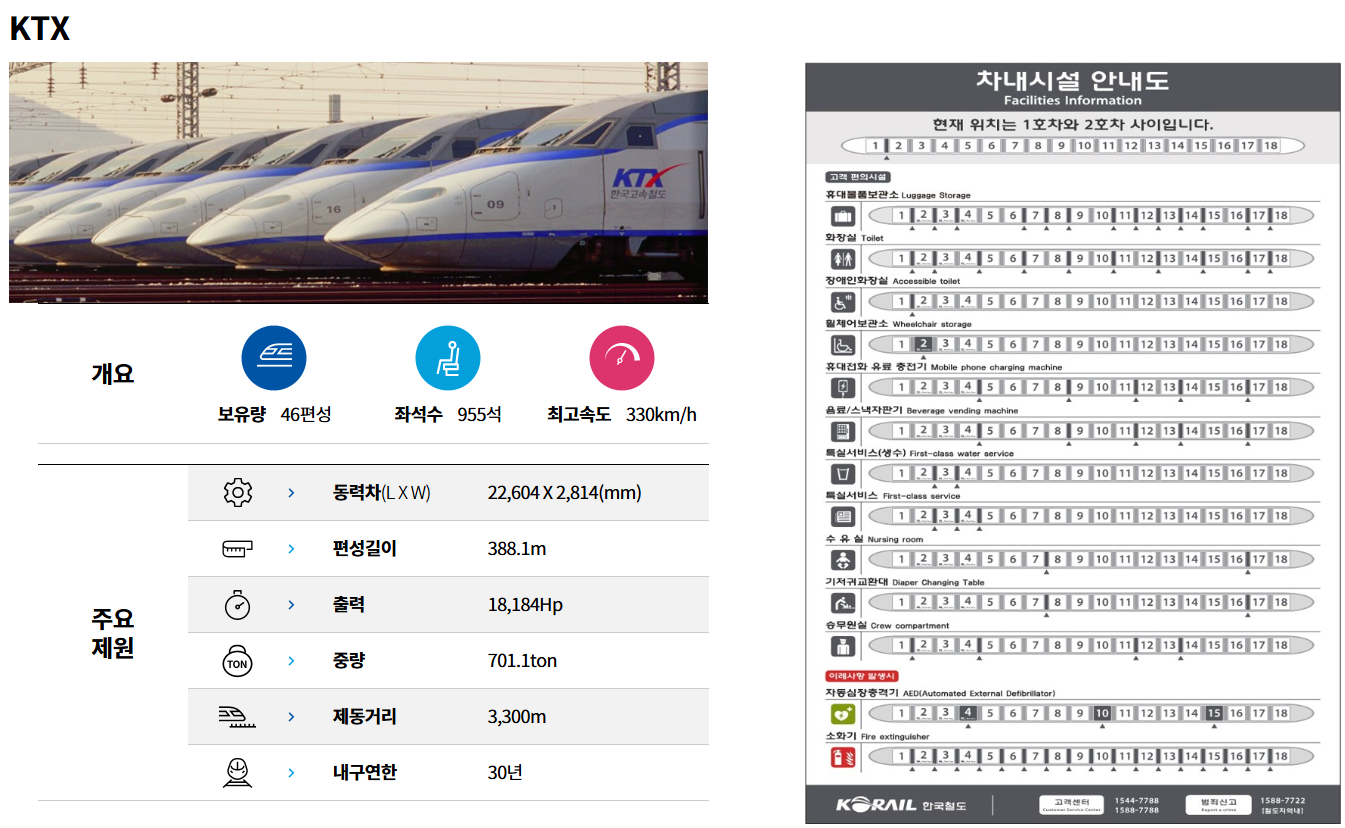 KTX
KTX
한국고속철도
09
16
개요
보유량 46편성
좌석수 955석
최고속도 330km/h
주요
제원
동력차(L X W) 22,604 X 2,814(mm)
편성길이 388.1m
출력 18,184Hp
TON
중량 701.1ton
제동거리 3,300m
내구연한 30년
차내시설 안내도
Facilities Information
현재 위치는 1호차와 2호차 사이입니다.
1 2 3 4 5 6 7 8 9 10 11 12 13 14 15 16 17 18
고객 편의시설
휴대물품보관소 Luggage Storage
1 2 3 4 5 6 7 8 9 10 11 12 13 14 15 16 17 18
화장실 Toilet
1 2 3 4 5 6 7 8 9 10 11 12 13 14 15 16 17 18
장애인화장실 Accessible toilet
1 2 3 4 5 6 7 8 9 10 11 12 13 14 15 16 17 18
휠체어보관소 Wheelchair storage
1 2 3 4 5 6 7 8 9 10 11 12 13 14 15 16 17 18
휴대전화 유료 충전기 Mobile phone charging machine
1 2 3 4 5 6 7 8 9 10 11 12 13 14 15 16 17 18
음료/스낵자판기 Beverage vending machine
1 2 3 4 5 6 7 8 9 10 11 12 13 14 15 16 17 18
특실서비스(생수) First-class water service
1 2 3 4 5 6 7 8 9 10 11 12 13 14 15 16 17 18
특실서비스 First-class service
1 2 3 4 5 6 7 8 9 10 11 12 13 14 15 16 17 18
수 유 실 Nursing room
1 2 3 4 5 6 7 8 9 10 11 12 13 14 15 16 17 18
기저귀교환대 Diaper Changing Table
1 2 3 4 5 6 7 8 9 10 11 12 13 14 15 16 17 18
승무원실 Crew compartment
1 2 3 4 5 6 7 8 9 10 11 12 13 14 15 16 17 18
이례사항 발생시
자동심장충격기 AED(Automated External Defibrillator)
1 2 3 4 5 6 7 8 9 10 11 12 13 14 15 16 17 18
소화기 Fire extinguisher
1 2 3 4 5 6 7 8 9 10 11 12 13 14 15 16 17 18
KORAIL 한국철도
고객센터
Customer Service Center
1544-7788
1588-7788
범죄신고
Report a crime
1588-7722
[철도지역내]